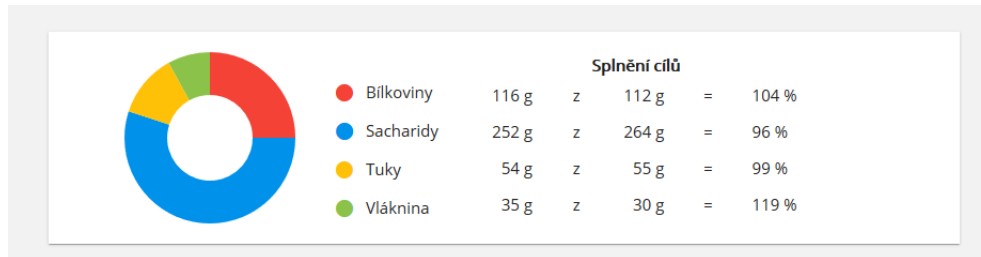 Splnění cílů
Bílkoviny 116 g z 112 g = 104 %
Sacharidy 252 g z 264 g = 96 %
Tuky 54 g z 55 g = 99 %
Vláknina 35 g z 30 g = 119 %